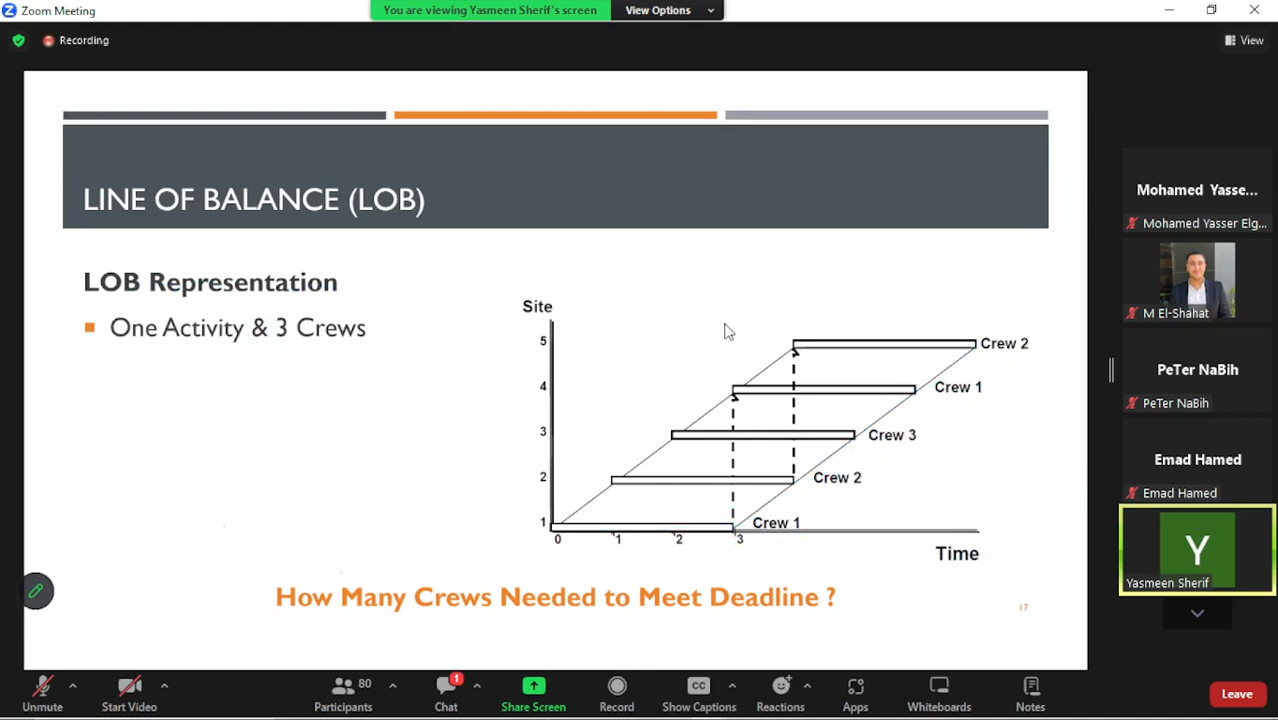 Zoom Meeting
You are viewing Yasmeen Sherif's screen
View Options
Recording
View
LINE OF BALANCE (LOB)
LOB Representation
One Activity & 3 Crews
Site
5
4
3
2
1
0
1
2
3
Crew 2
Crew 1
Crew 3
Crew 2
Crew 1
Time
How Many Crews Needed to Meet Deadline ?
17
Mohamed Yasse...
Mohamed Yasser Elg...
M El-Shahat
PeTer NaBih
PeTer NaBih
Emad Hamed
Emad Hamed
Y
Yasmeen Sherif
Unmute
Start Video
80
Participants
1
Chat
Share Screen
Record
CC
Show Captions
Reactions
Apps
Whiteboards
Notes
Leave